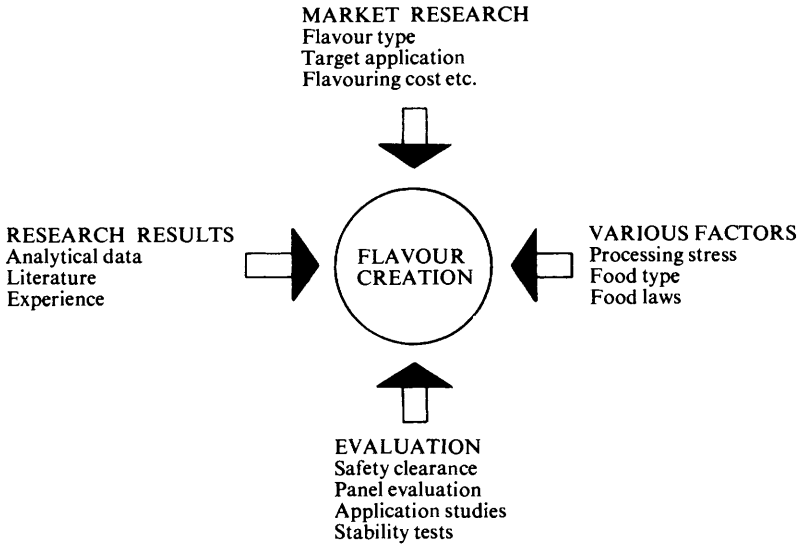 MARKET RESEARCH
Flavour type
Target application
Flavouring cost etc.
RESEARCH RESULTS
Analytical data
Literature
Experience
FLAVOUR
CREATION
VARIOUS FACTORS
Processing stress
Food type
Food laws
EVALUATION
Safety clearance
Panel evaluation
Application studies
Stability tests